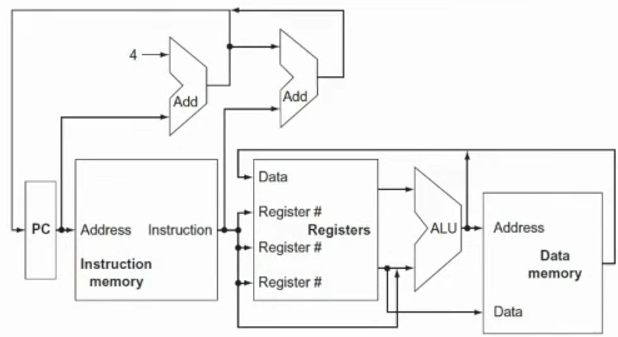 4
Add
Add
Data
PC
Address
Instruction
Instruction
memory
Register #
Registers
Register #
Register #
ALU
Address
Data
memory
Data